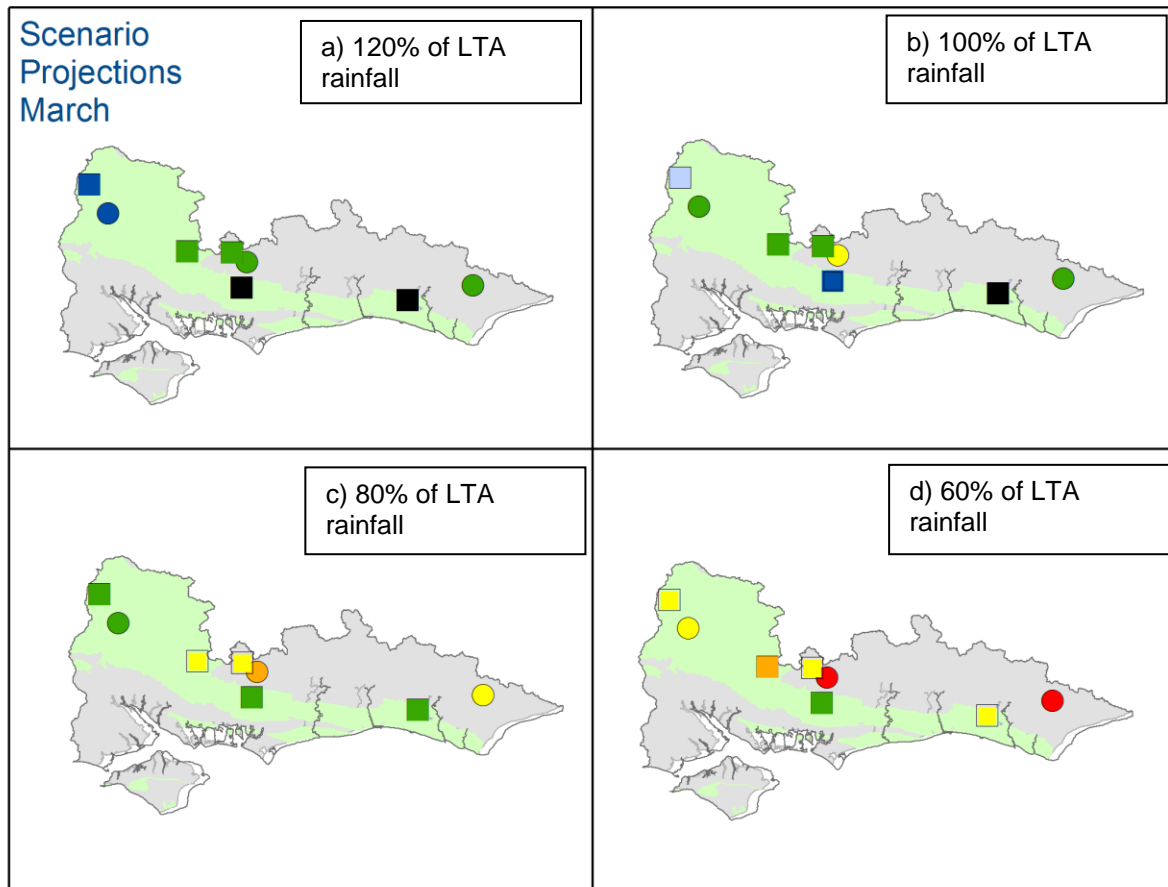 Scenario
Projections
March
a) 120% of LTA
rainfall
b) 100% of LTA
rainfall
c) 80% of LTA
rainfall
d) 60% of LTA
rainfall